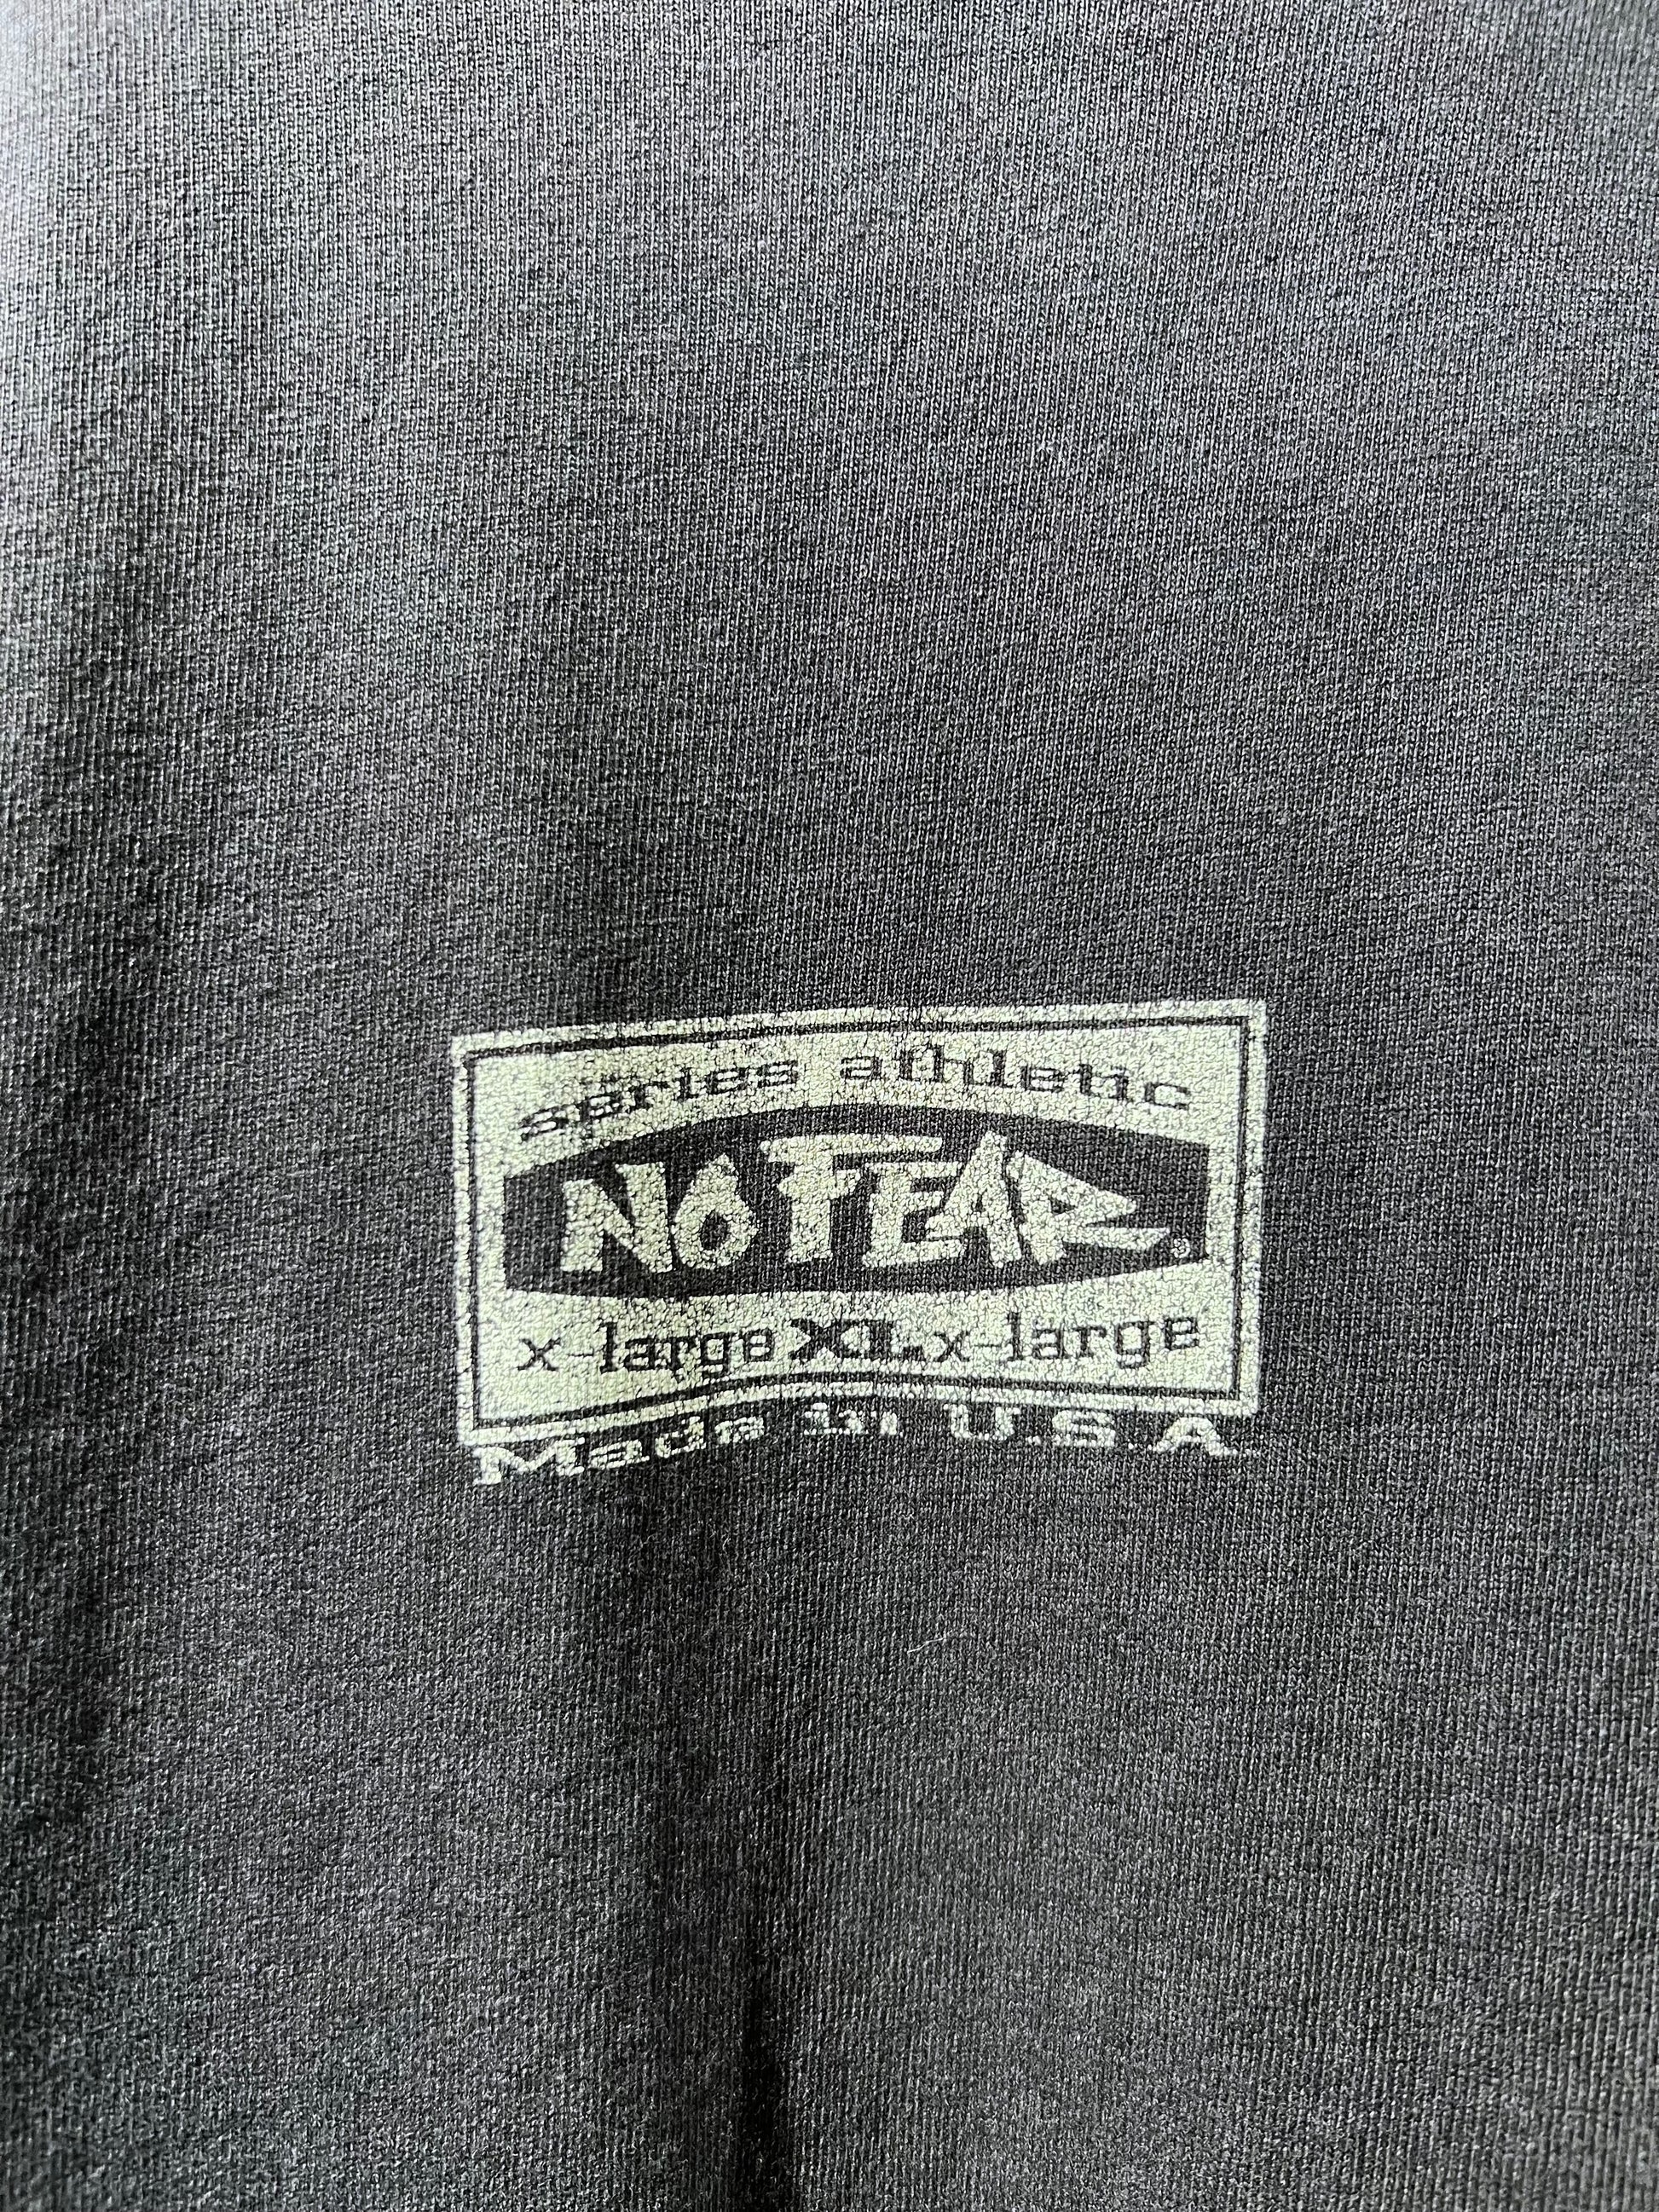 series athletic
NO FEAR®
x-large XL x-large
Made in U.S.A.